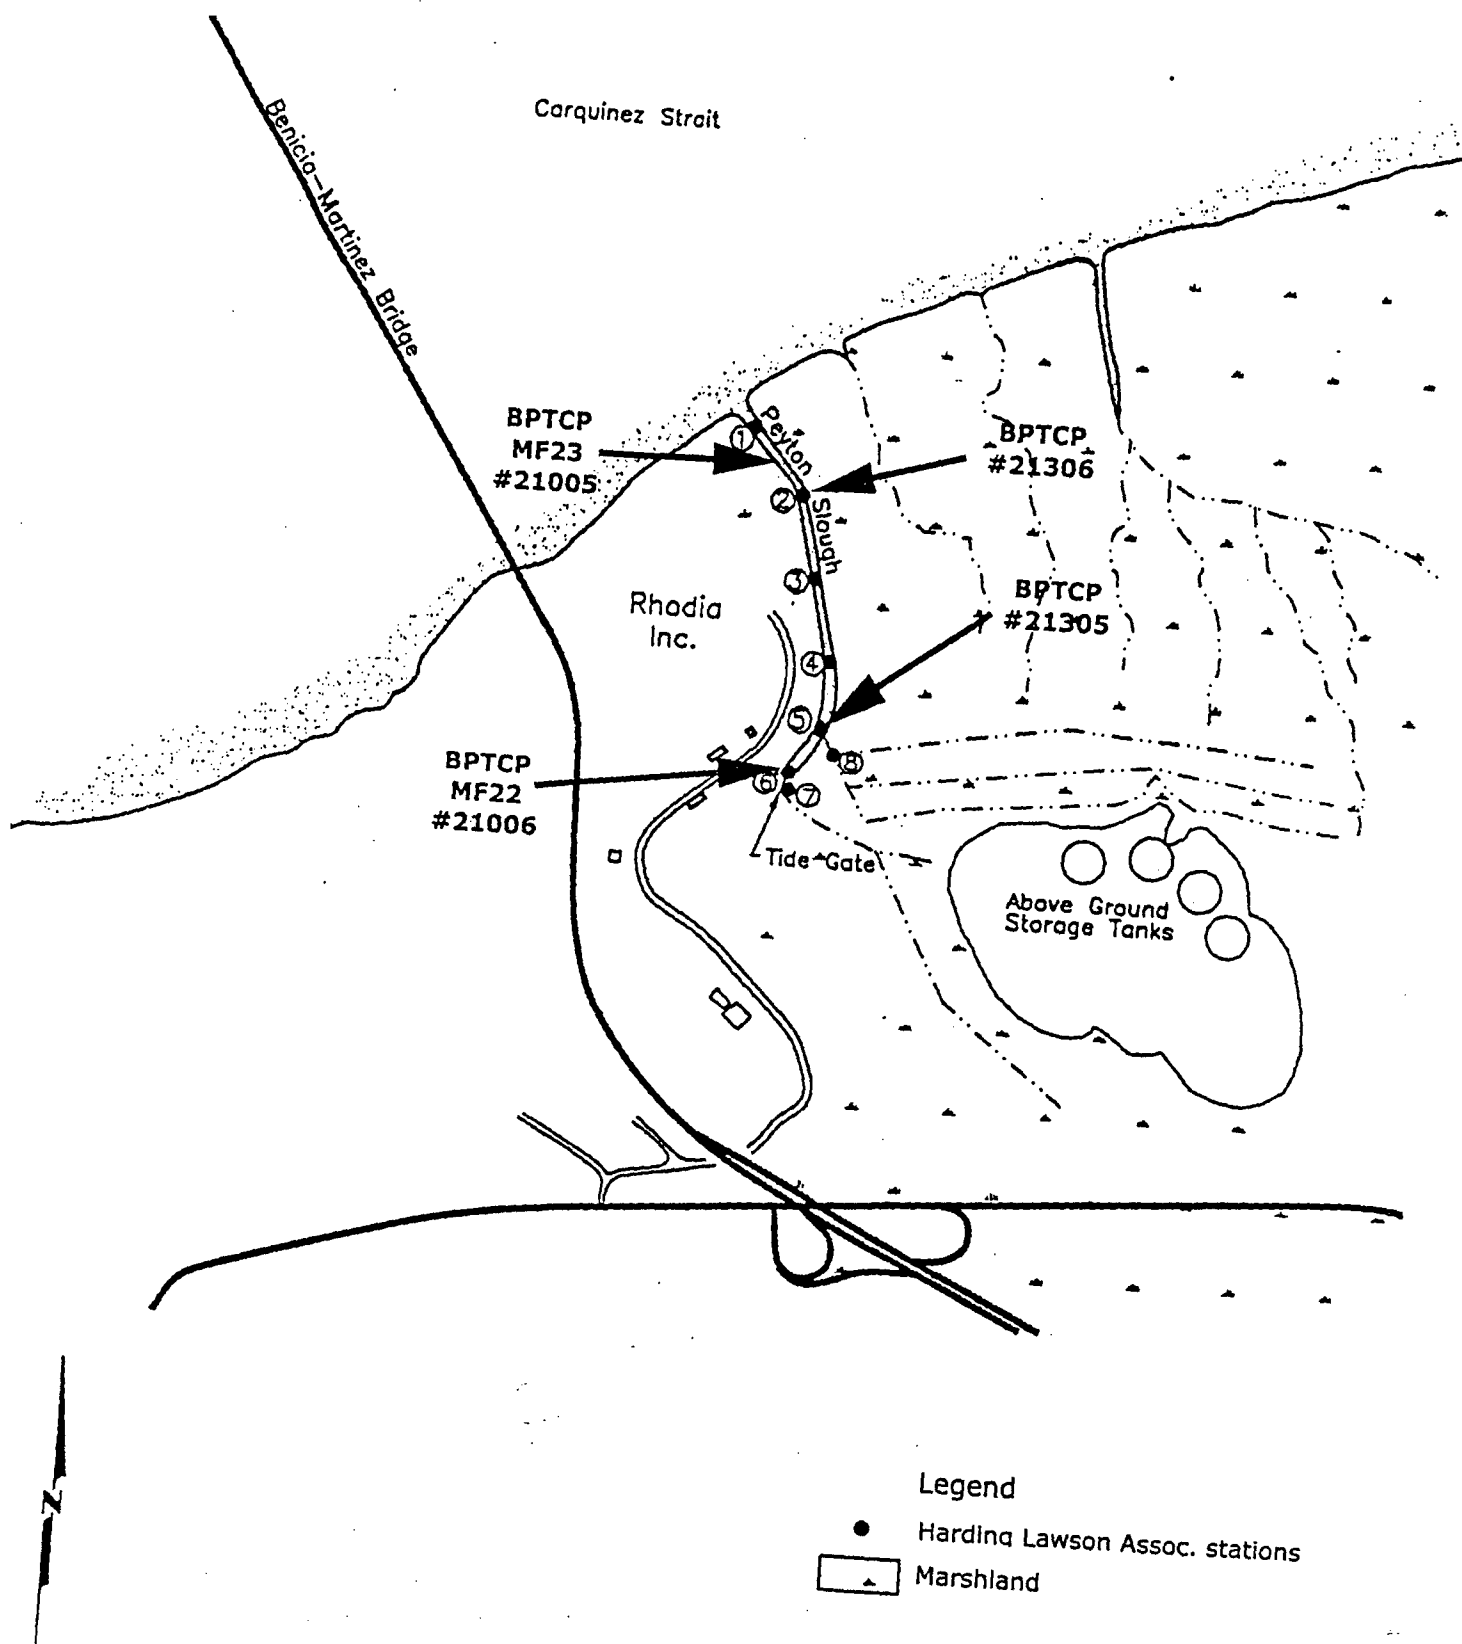 Carquinez Strait
Benicia-Martinez Bridge
BPTCP
MF23
#21005
1
Peyton
Slough
BPTCP
#21306
2
3
Rhodia
Inc.
BPTCP
#21305
4
5
8
BPTCP
MF22
#21006
6
7
Tide Gate
Above Ground
Storage Tanks
N
Legend
Harding Lawson Assoc. stations
Marshland